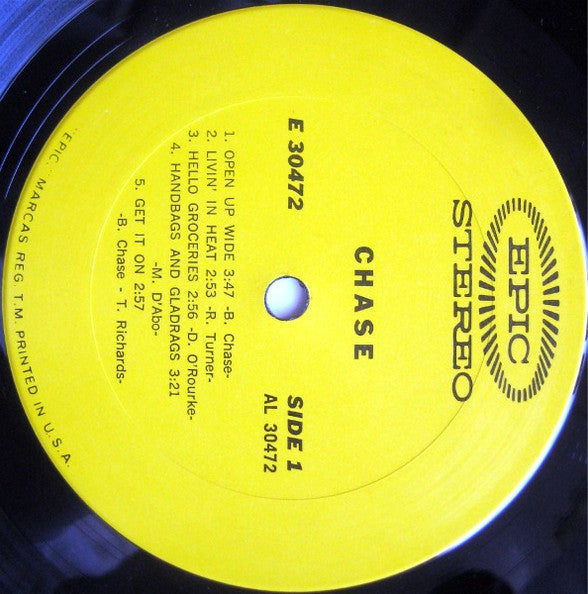 EPIC
STEREO
CHASE
E 30472
SIDE 1
AL 30472
1. OPEN UP WIDE 3:47 -B. Chase-
2. LIVIN' IN HEAT 2:53 -R. Turner-
3. HELLO GROCERIES 2:56 -D. O'Rourke-
4. HANDBAGS AND GLADRAGS 3:21
-M. D'Abo-
5. GET IT ON 2:57
-B. Chase - T. Richards-
"EPIC," MARCAS REG. T.M. PRINTED IN U.S.A.